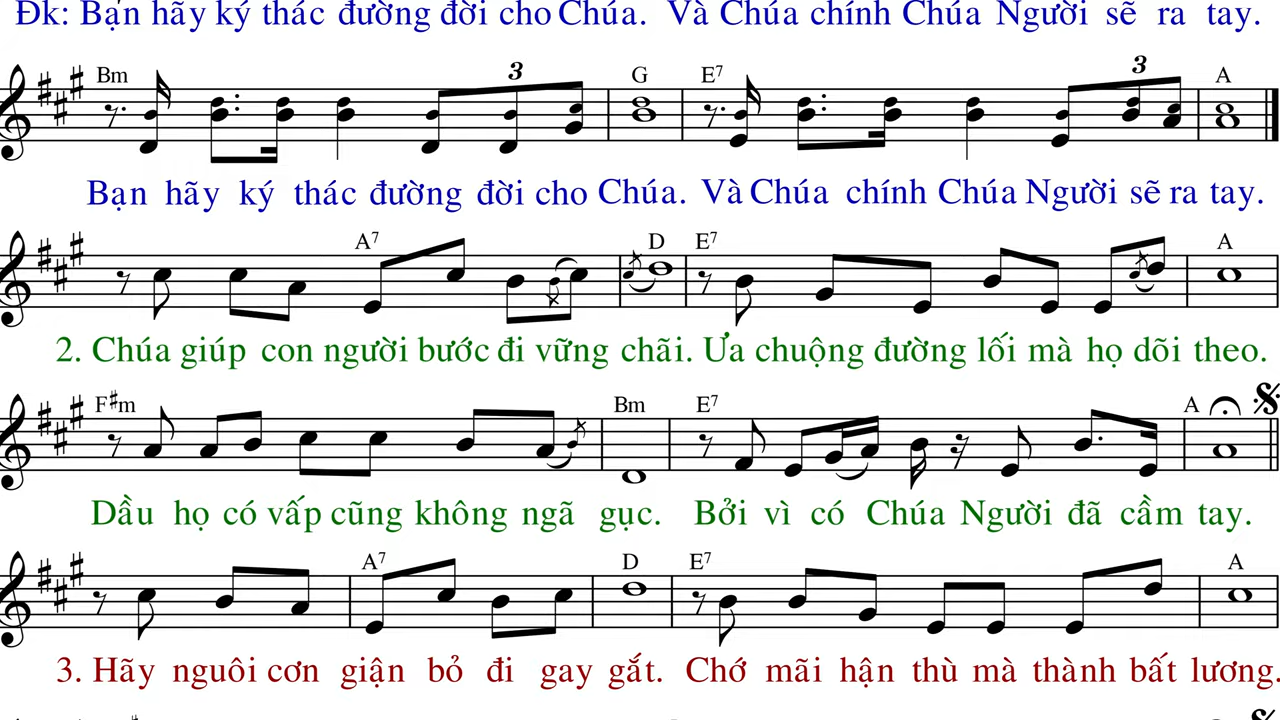 Đk: Bạn hãy ký thác đường đời cho Chúa. Và Chúa chính Chúa Người sẽ ra tay.
Bm 3 G E7 3 A
Bạn hãy ký thác đường đời cho Chúa. Và Chúa chính Chúa Người sẽ ra tay.
A7 D E7 A
2. Chúa giúp con người bước đi vững chãi. Ưa chuộng đường lối mà họ dõi theo.
F#m Bm E7 A
Dầu họ có vấp cũng không ngã gục. Bởi vì có Chúa Người đã cầm tay.
A7 D E7 A
3. Hãy nguôi cơn giận bỏ đi gay gắt. Chớ mãi hận thù mà thành bất lương.